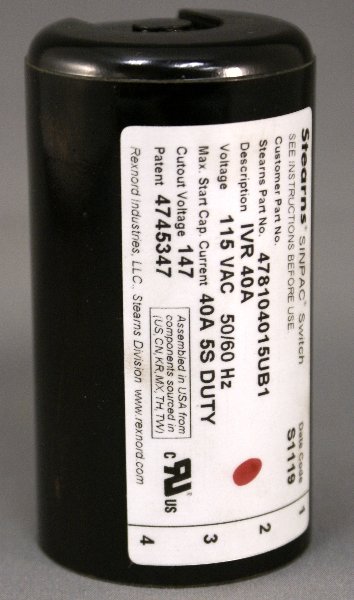 Stearns® SINPAC® Switch
SEE INSTRUCTIONS BEFORE USE
Date Code
S1119
Customer Part No.
Stearns Part No. 478104015UB1
Description IVR 40A
Voltage 115 VAC 50/60 Hz
Max. Start Cap. Current 40A 5S DUTY
Cutout Voltage 147
Patent 4745347
Assembled in USA from
components sourced in
(US,CN,KR,MX,TH,TW)
Rexnord Industries, LLC., Stearns Division www.rexnord.com
c RU US
1
2
3
4